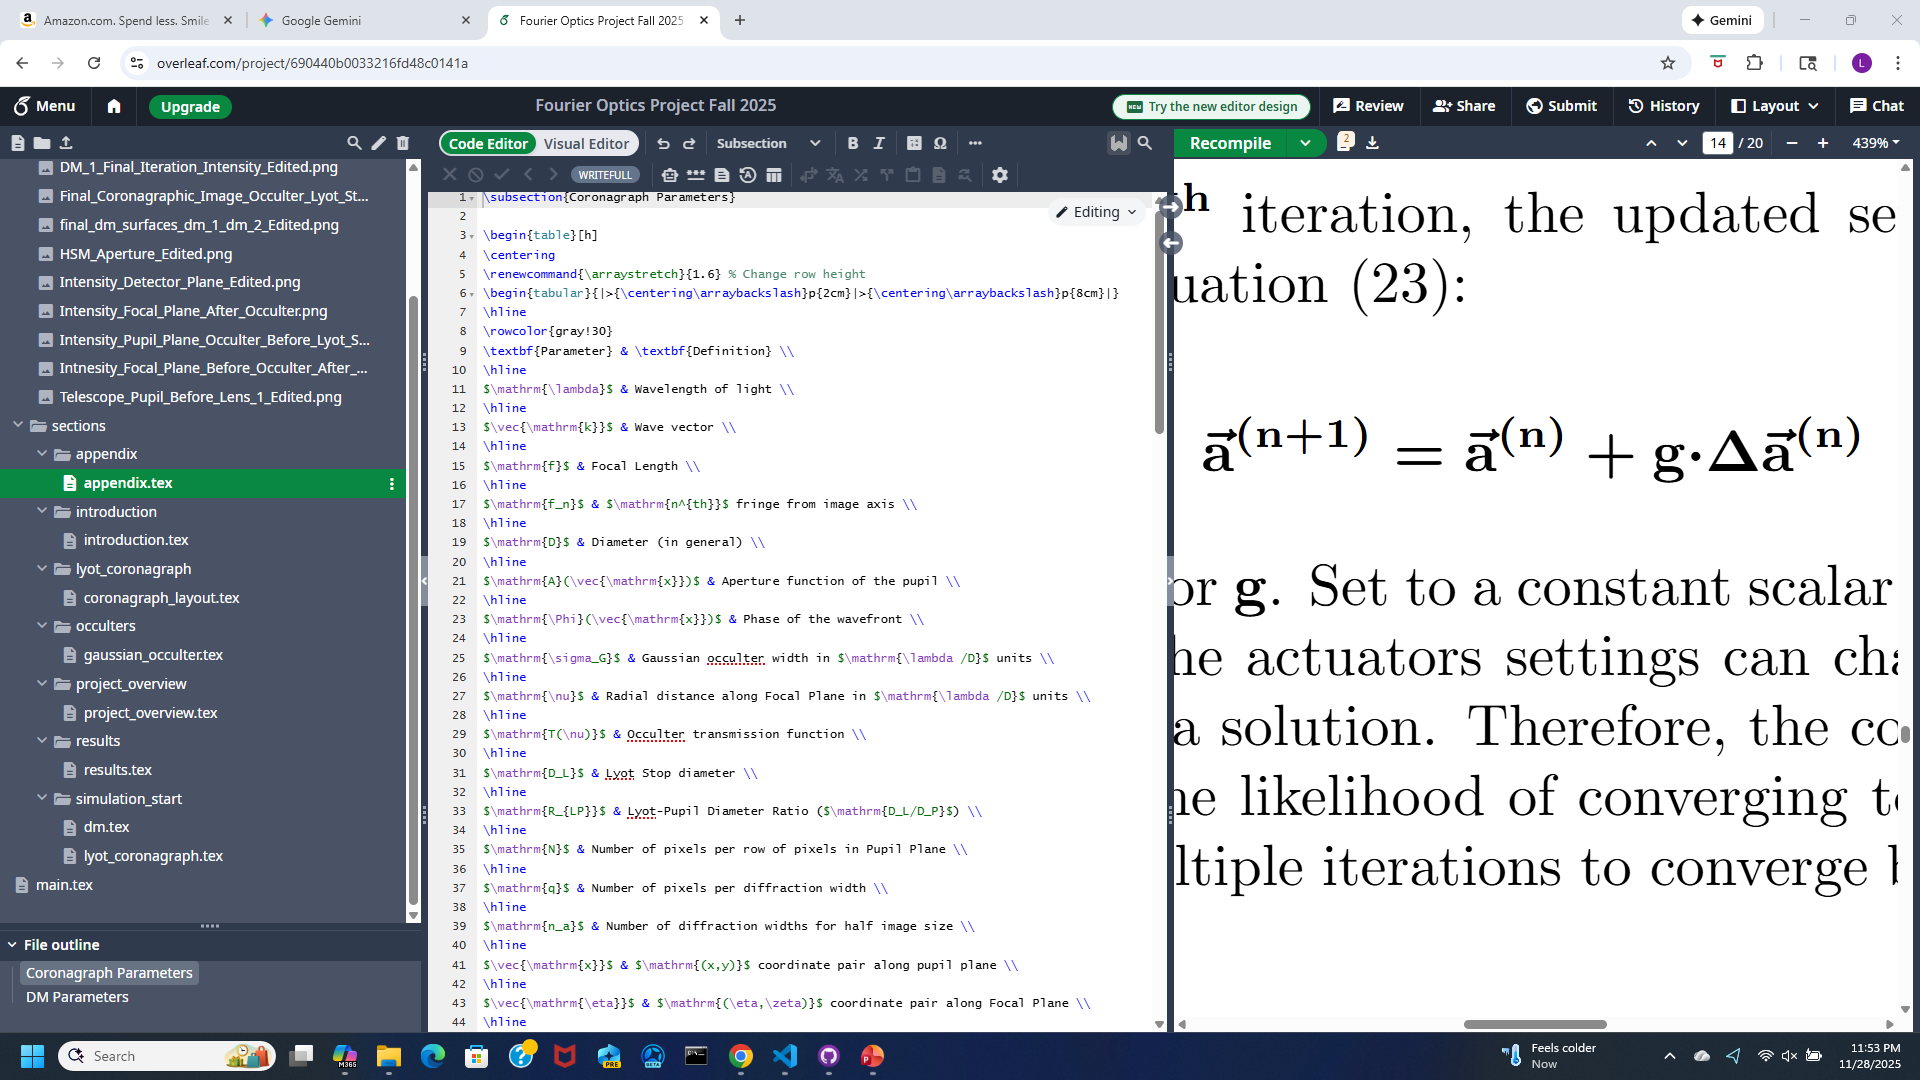 Amazon.com. Spend less. Smile
Google Gemini
Fourier Optics Project Fall 2025
Gemini
overleaf.com/project/690440b0033216fd48c0141a
L
Menu
Upgrade
Fourier Optics Project Fall 2025
NEW Try the new editor design
Review
Share
Submit
History
Layout
Chat
Code Editor
Visual Editor
Subsection
B I Ω
WRITEFULL
Recompile
2
14 / 20
439%
DM_1_Final_Iteration_Intensity_Edited.png
Final_Coronagraphic_Image_Occulter_Lyot_St...
final_dm_surfaces_dm_1_dm_2_Edited.png
HSM_Aperture_Edited.png
Intensity_Detector_Plane_Edited.png
Intensity_Focal_Plane_After_Occulter.png
Intensity_Pupil_Plane_Occulter_Before_Lyot_S...
Intnesity_Focal_Plane_Before_Occulter_After_...
Telescope_Pupil_Before_Lens_1_Edited.png
sections
appendix
appendix.tex
introduction
introduction.tex
lyot_coronagraph
coronagraph_layout.tex
occulters
gaussian_occulter.tex
project_overview
project_overview.tex
results
results.tex
simulation_start
dm.tex
lyot_coronagraph.tex
main.tex
File outline
Coronagraph Parameters
DM Parameters
Editing
1 \subsection{Coronagraph Parameters}
2
3 \begin{table}[h]
4 \centering
5 \renewcommand{\arraystretch}{1.6} % Change row height
6 \begin{tabular}{|>{\centering\arraybackslash}p{2cm}|>{\centering\arraybackslash}p{8cm}|}
7 \hline
8 \rowcolor{gray!30}
9 \textbf{Parameter} & \textbf{Definition} \\
10 \hline
11 $\mathrm{\lambda}$ & Wavelength of light \\
12 \hline
13 $\vec{\mathrm{k}}$ & Wave vector \\
14 \hline
15 $\mathrm{f}$ & Focal Length \\
16 \hline
17 $\mathrm{f_n}$ & $\mathrm{n^{th}}$ fringe from image axis \\
18 \hline
19 $\mathrm{D}$ & Diameter (in general) \\
20 \hline
21 $\mathrm{A}(\vec{\mathrm{x}})$ & Aperture function of the pupil \\
22 \hline
23 $\mathrm{\Phi}(\vec{\mathrm{x}})$ & Phase of the wavefront \\
24 \hline
25 $\mathrm{\sigma_G}$ & Gaussian occulter width in $\mathrm{\lambda /D}$ units \\
26 \hline
27 $\mathrm{\nu}$ & Radial distance along Focal Plane in $\mathrm{\lambda /D}$ units \\
28 \hline
29 $\mathrm{T(\nu)}$ & Occulter transmission function \\
30 \hline
31 $\mathrm{D_L}$ & Lyot Stop diameter \\
32 \hline
33 $\mathrm{R_{LP}}$ & Lyot-Pupil Diameter Ratio ($\mathrm{D_L/D_P}$) \\
34 \hline
35 $\mathrm{N}$ & Number of pixels per row of pixels in Pupil Plane \\
36 \hline
37 $\mathrm{q}$ & Number of pixels per diffraction width \\
38 \hline
39 $\mathrm{n_a}$ & Number of diffraction widths for half image size \\
40 \hline
41 $\vec{\mathrm{x}}$ & $\mathrm{(x,y)}$ coordinate pair along pupil plane \\
42 \hline
43 $\vec{\mathrm{\eta}}$ & $\mathrm{(\eta,\zeta)}$ coordinate pair along Focal Plane \\
44 \hline
h iteration, the updated se
uation (23):
a⃗^(n+1) = a⃗^(n) + g·Δa⃗^(n)
or g. Set to a constant scalar
he actuators settings can cha
a solution. Therefore, the co
he likelihood of converging to
ltiple iterations to converge b
Search
M365
PRE
BETA
Feels colder
Now
11:53 PM
11/28/2025